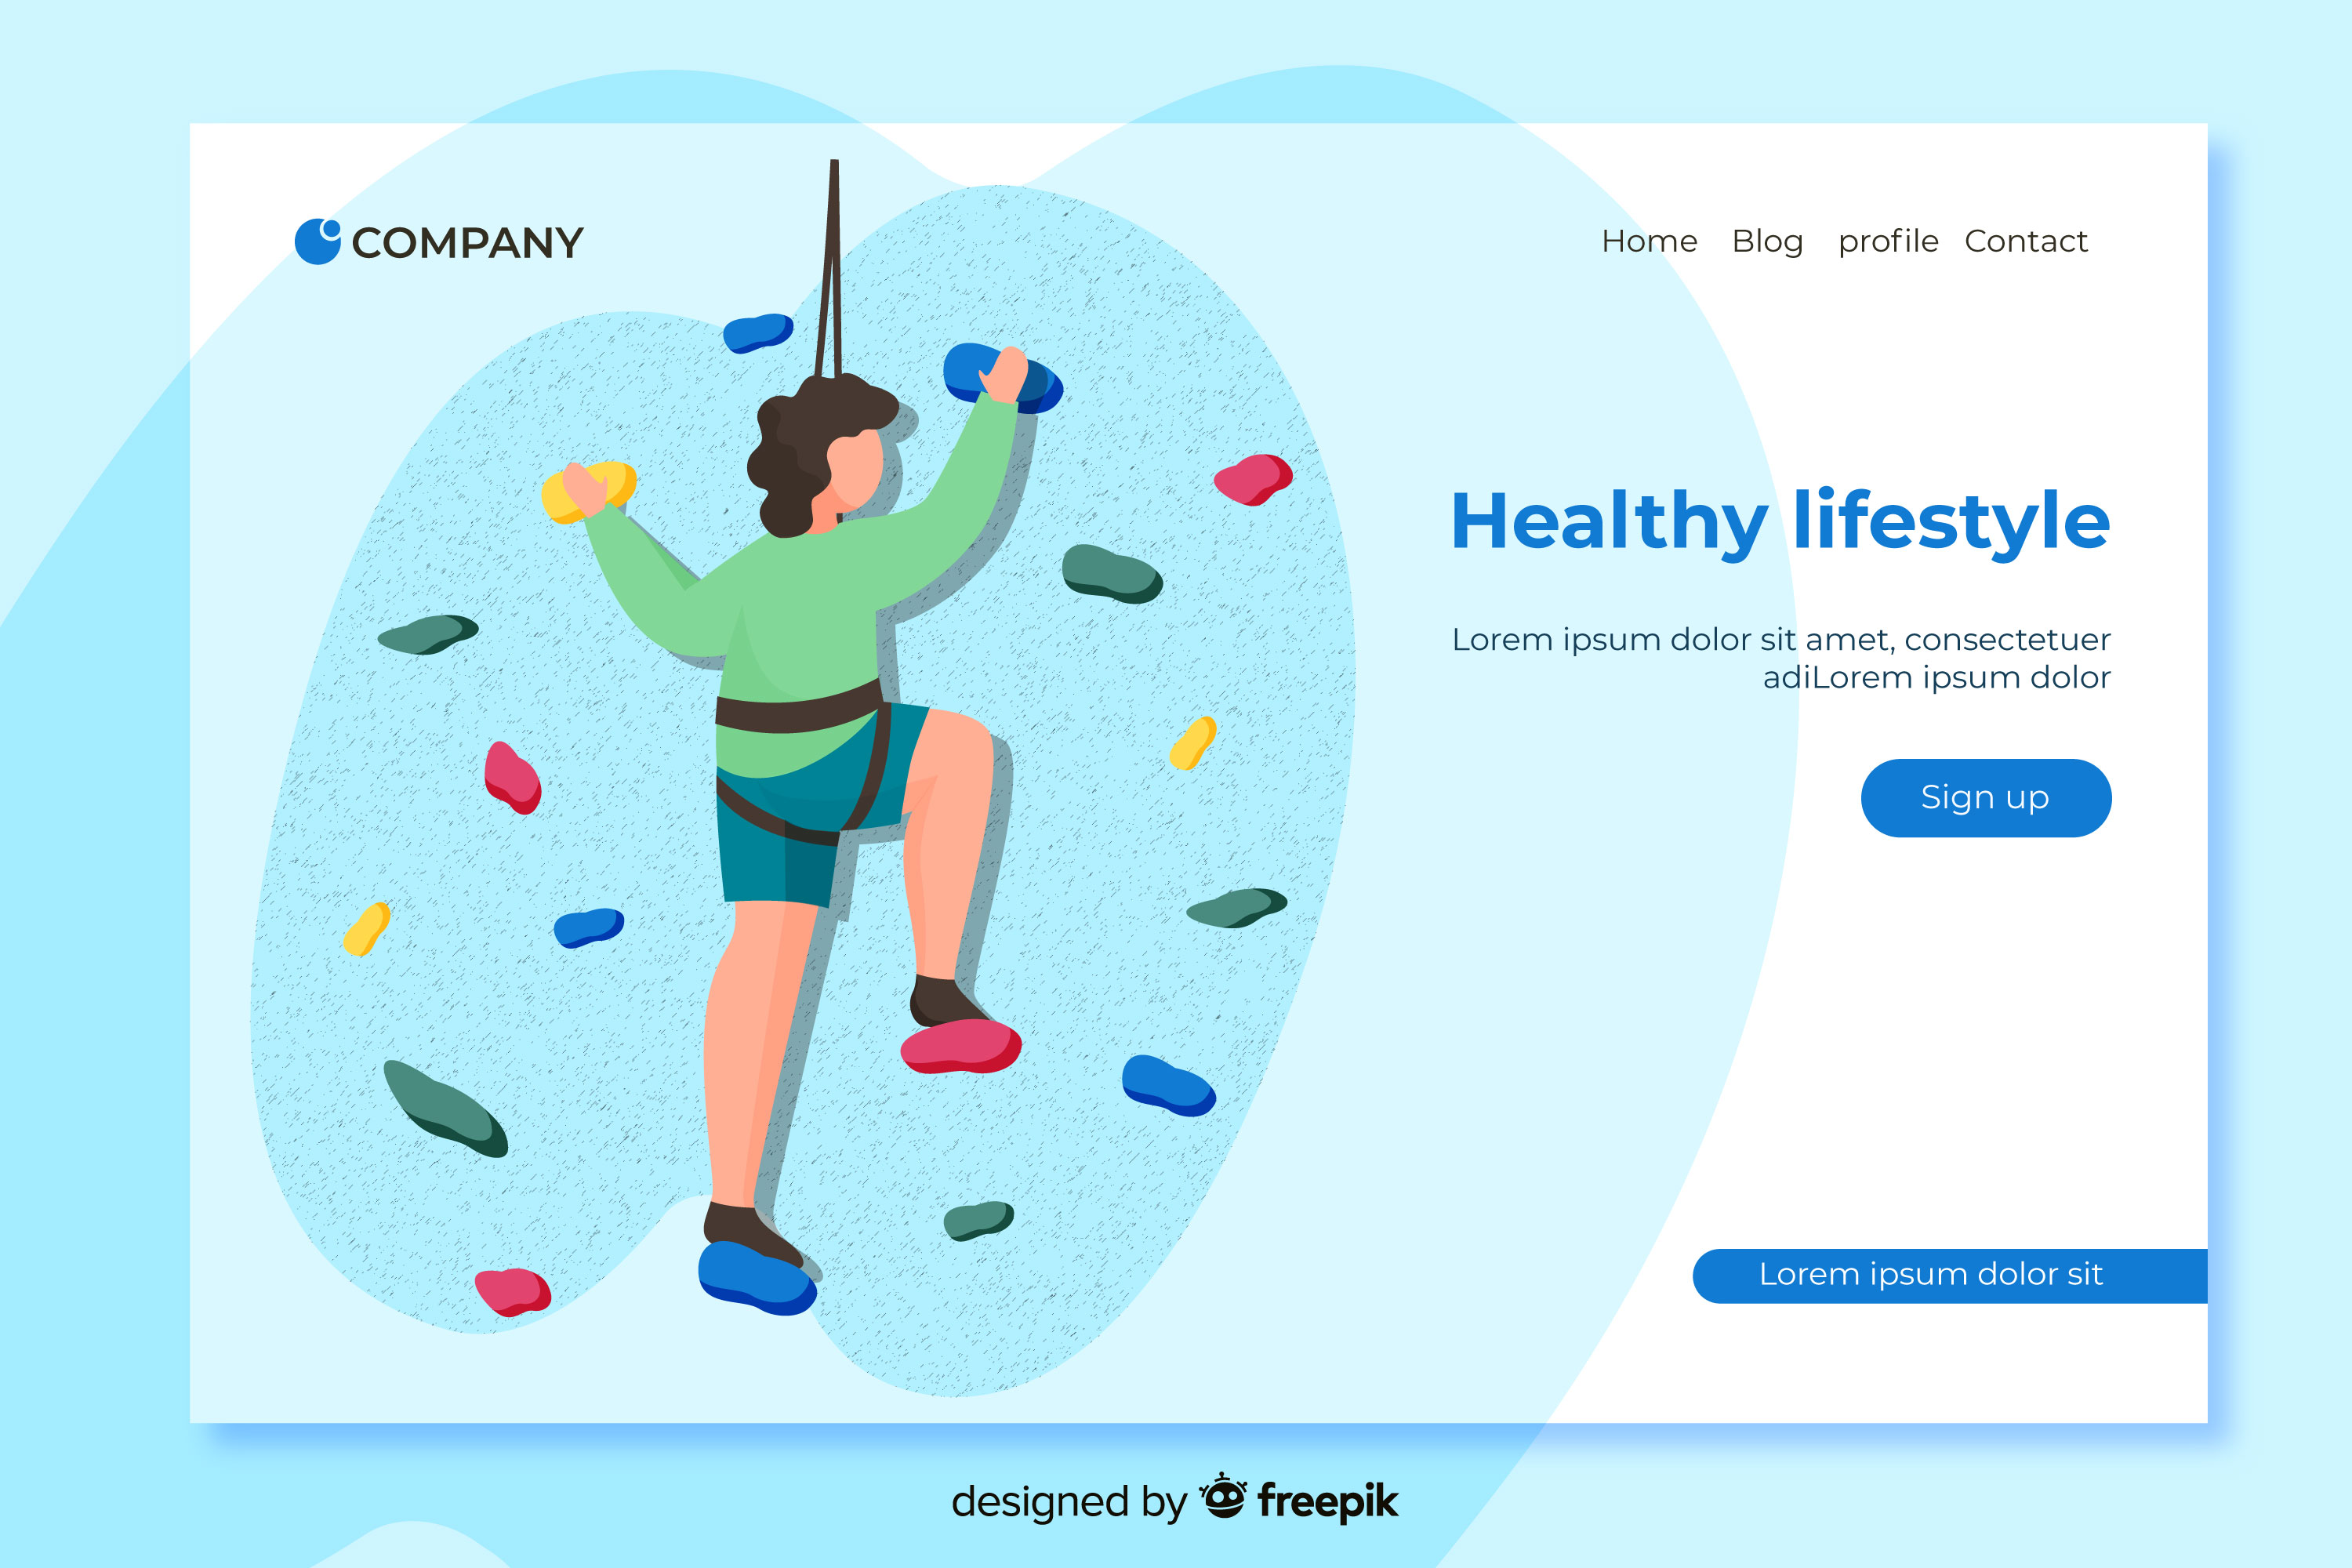 COMPANY
Home Blog profile Contact
Healthy lifestyle
Lorem ipsum dolor sit amet, consectetuer
adiLorem ipsum dolor
Sign up
Lorem ipsum dolor sit
designed by freepik